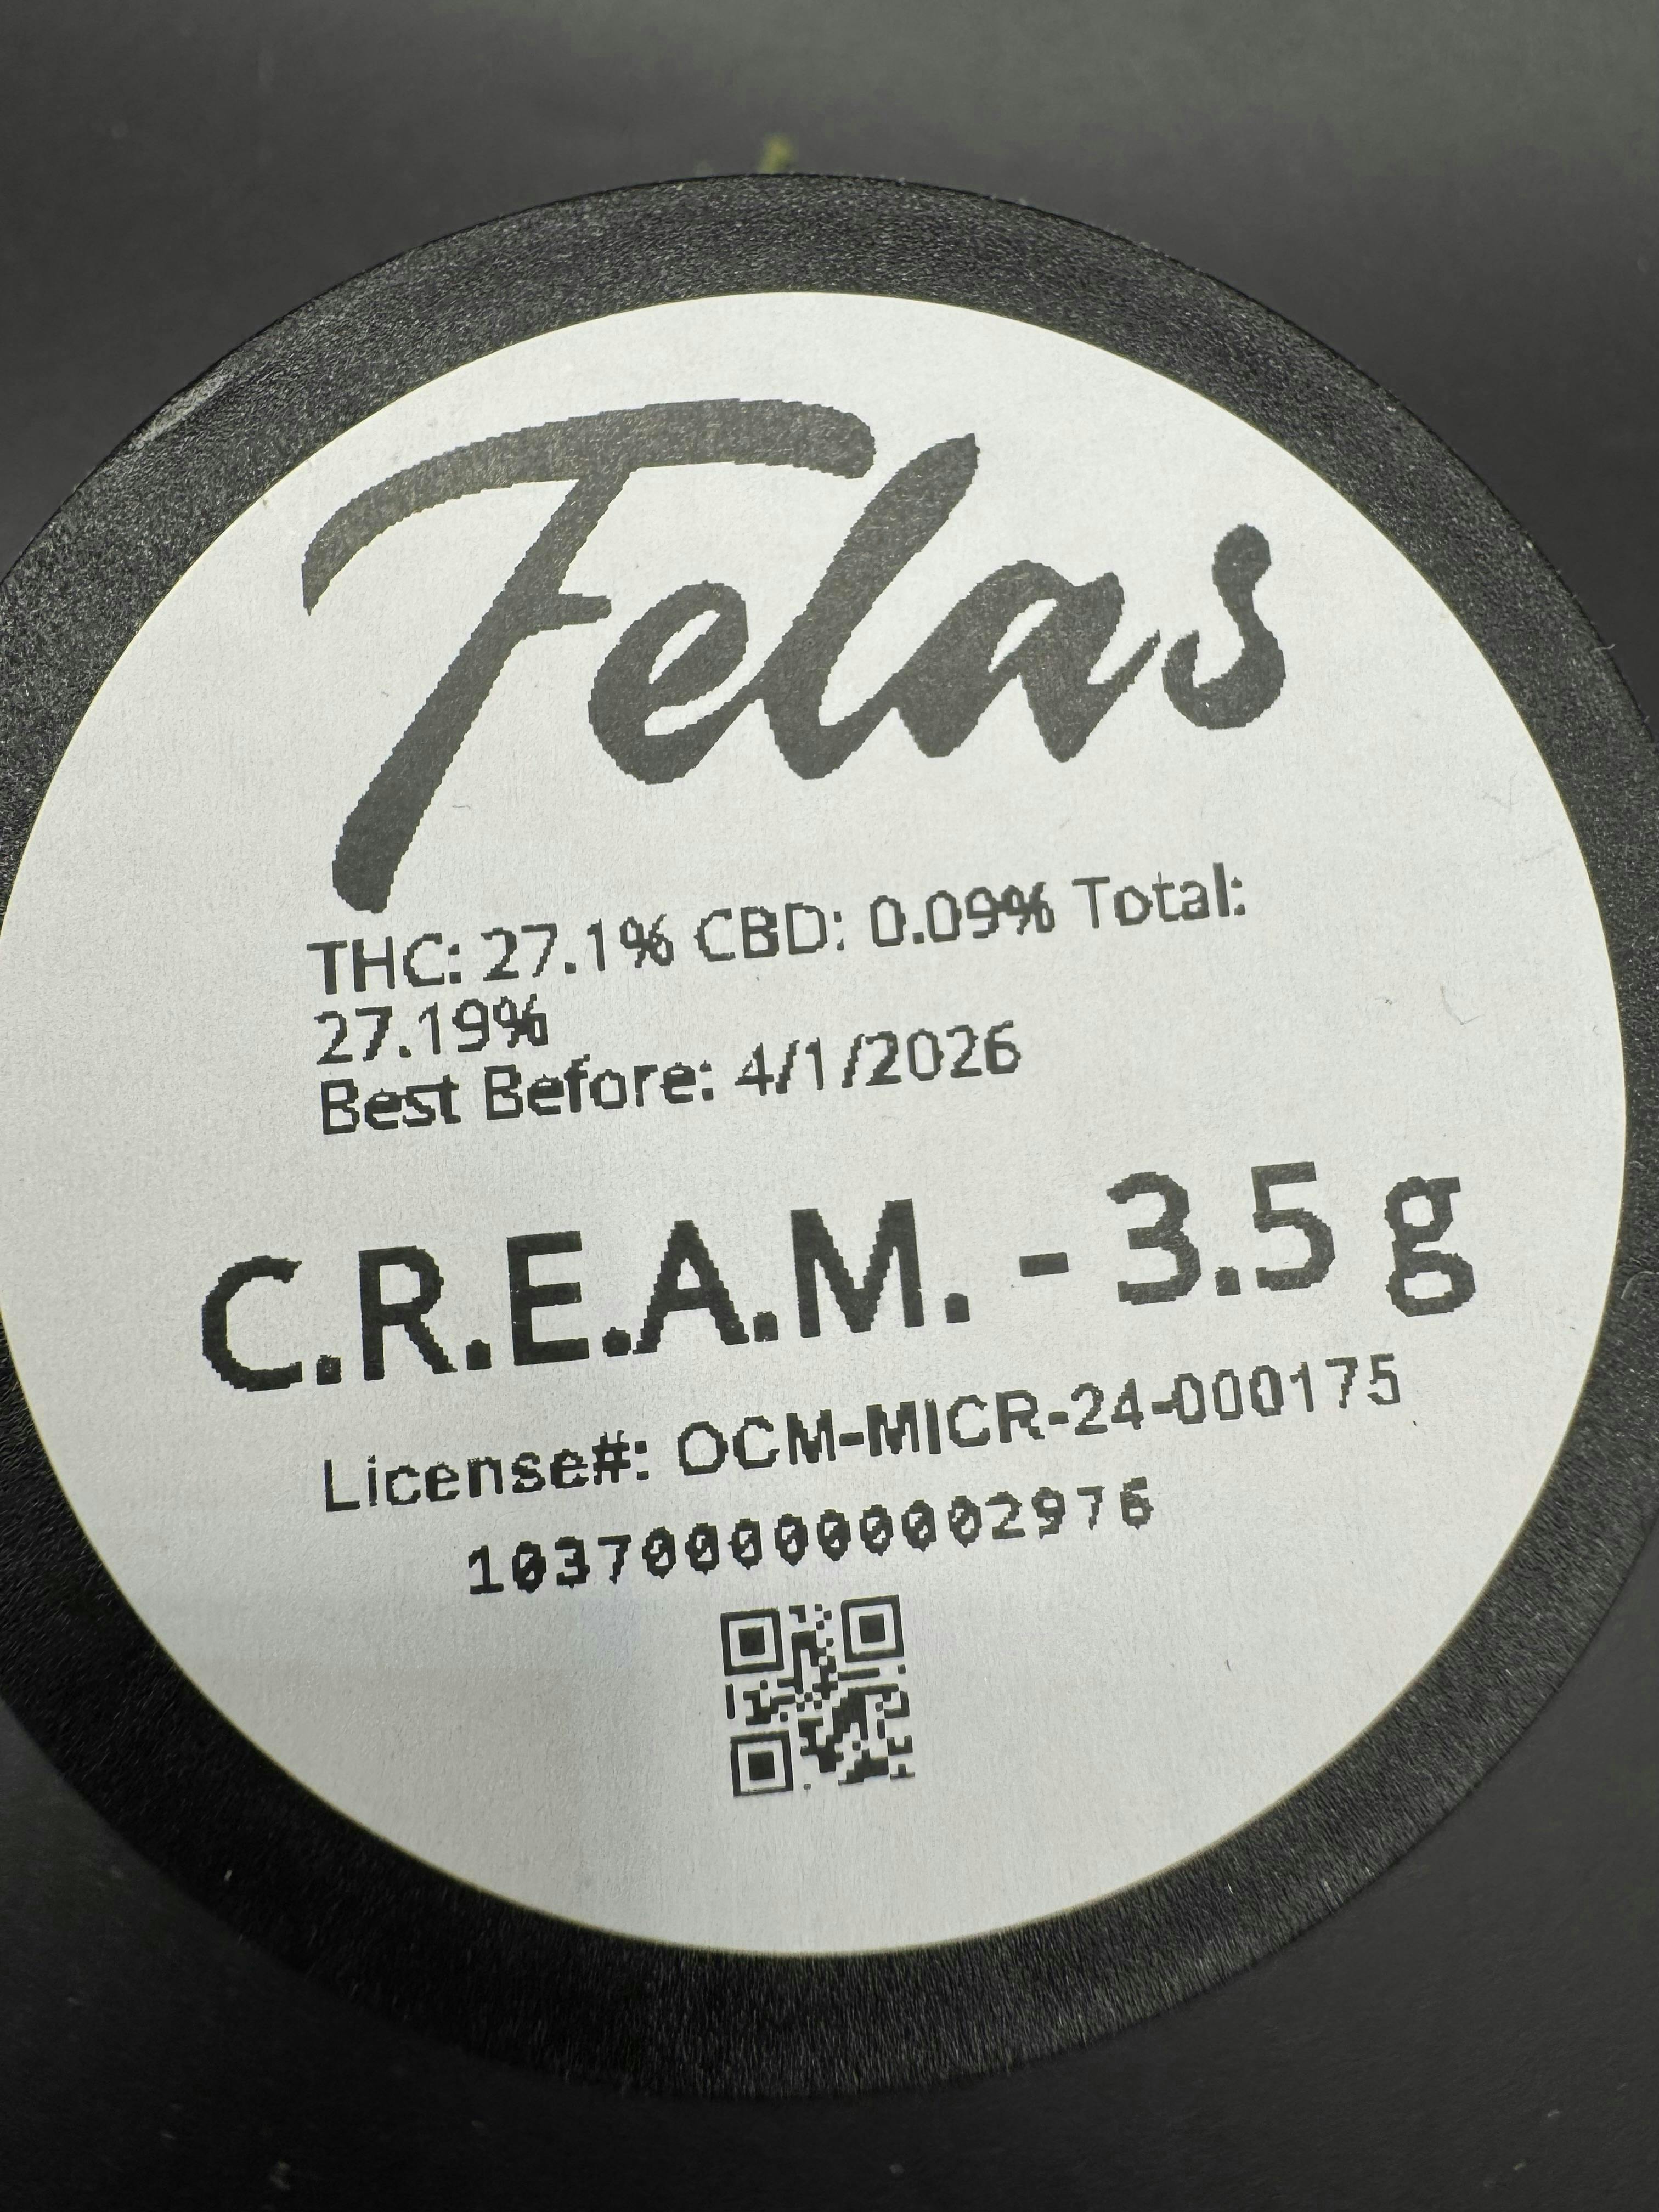 Felas
THC: 27.1% CBD: 0.09% Total:
27.19%
Best Before: 4/1/2026
C.R.E.A.M. - 3.5 g
License#: OCM-MICR-24-000175
1037000000002976